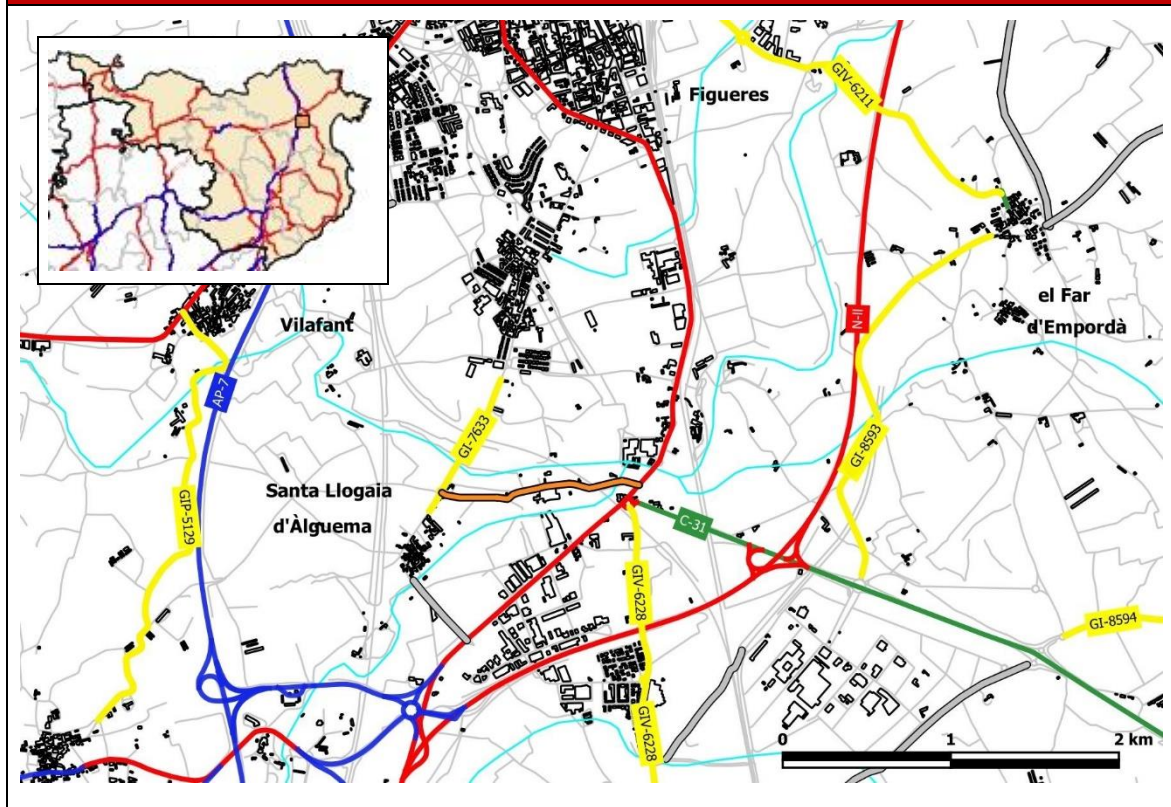 GIV-6211
Figueres
el Far
d'Empordà
N-II
Vilafant
AP-7
GI-7633
GI-8593
Santa Llogaia
d'Àlguema
GIP-5129
C-31
GIV-6228
GI-8594
GIV-6228
0 1 2 km